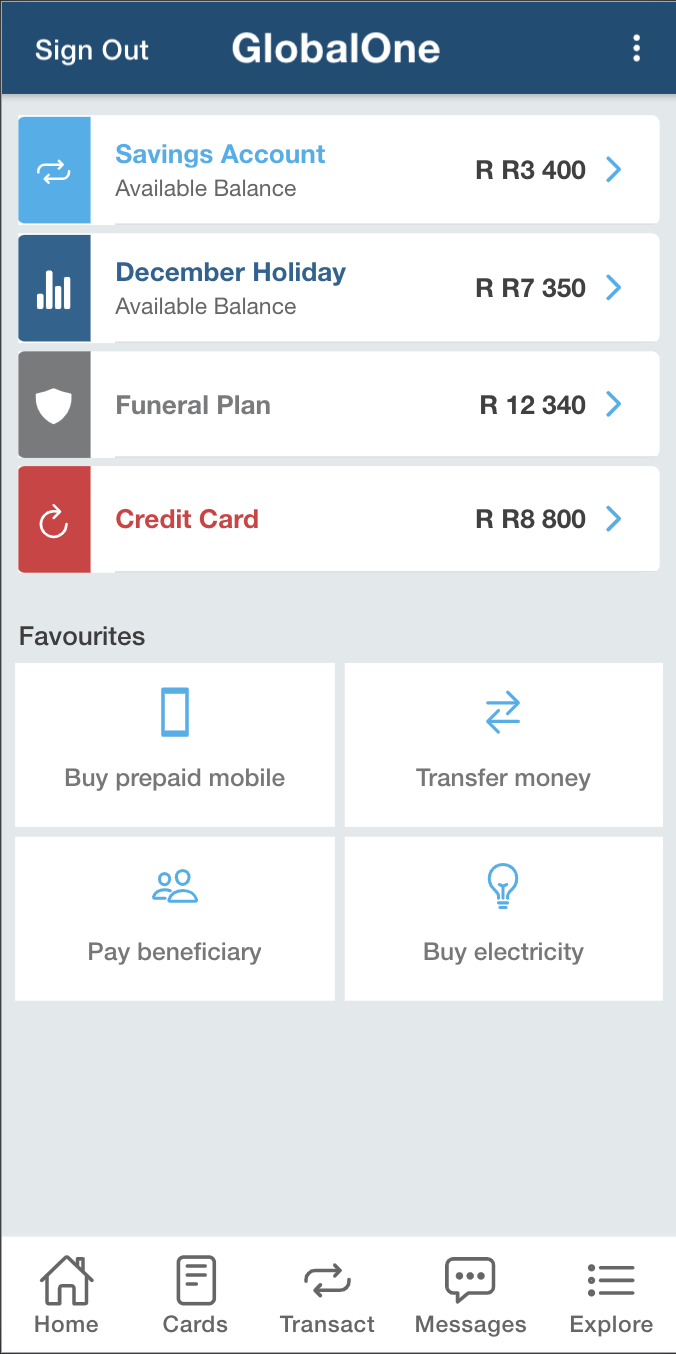 Sign Out GlobalOne
Savings Account
Available Balance
R R3 400
December Holiday
Available Balance
R R7 350
Funeral Plan
R 12 340
Credit Card
R R8 800
Favourites
Buy prepaid mobile
Transfer money
Pay beneficiary
Buy electricity
Home Cards Transact Messages Explore